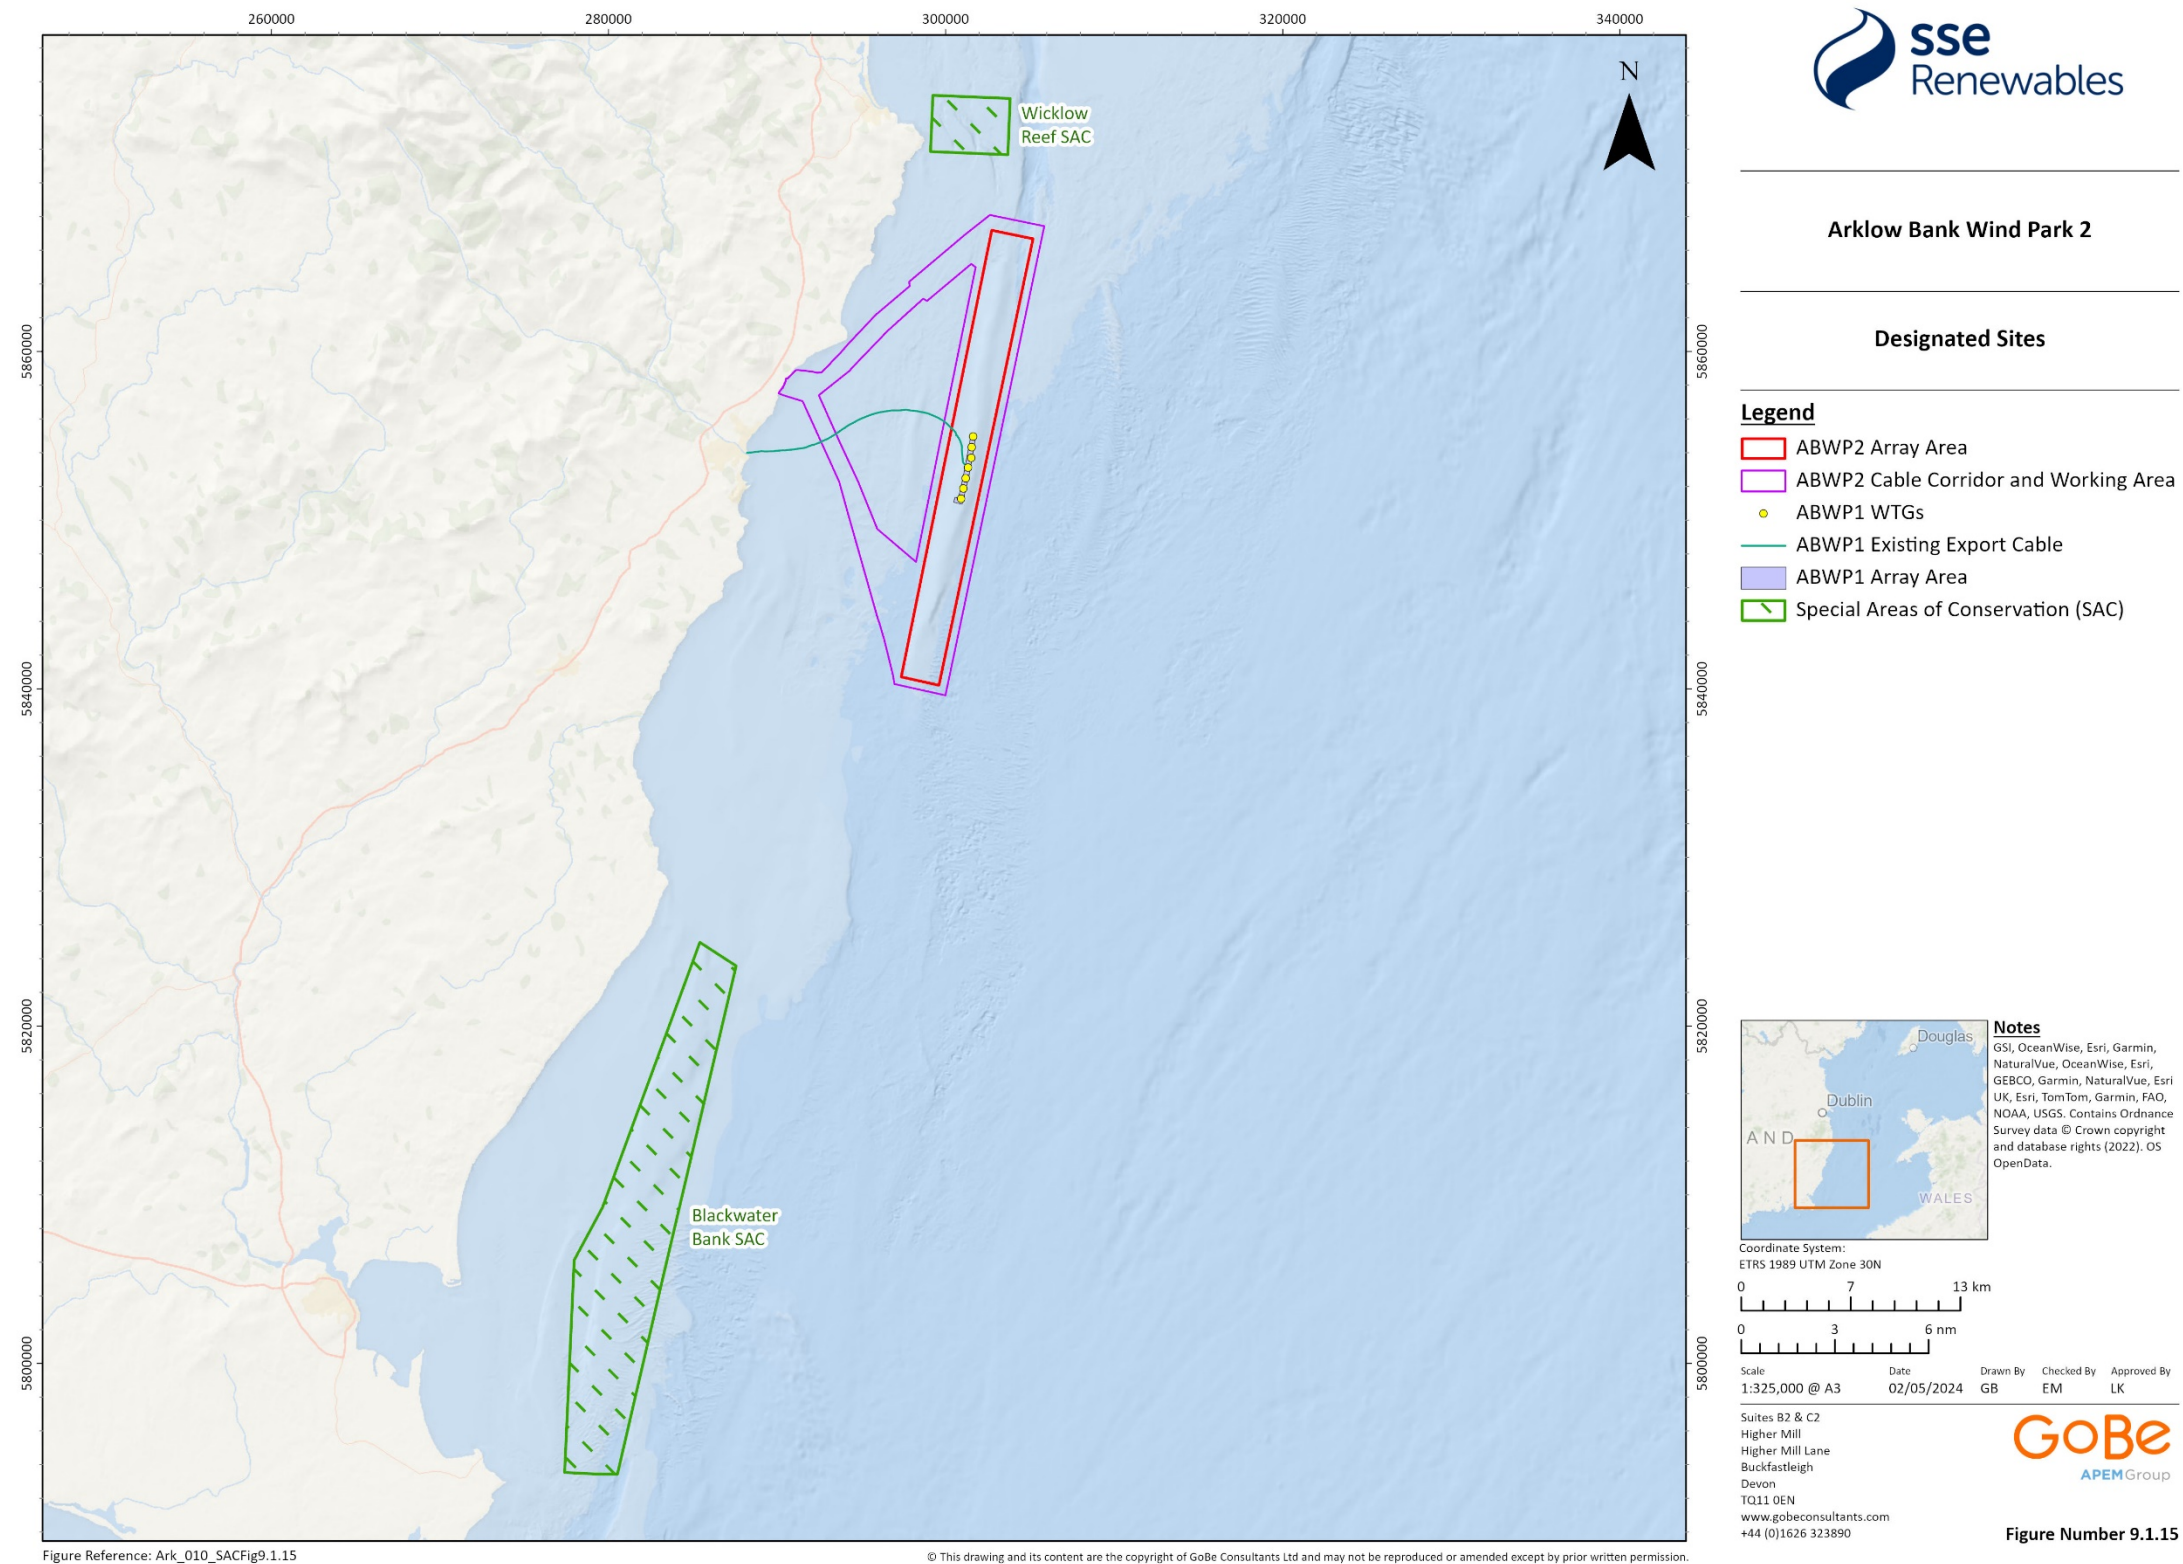 260000
280000
300000
320000
340000
5860000
5840000
5820000
5800000
5860000
5840000
5820000
5800000
N
Wicklow
Reef SAC
Blackwater
Bank SAC
sse
Renewables
Arklow Bank Wind Park 2
Designated Sites
Legend
ABWP2 Array Area
ABWP2 Cable Corridor and Working Area
ABWP1 WTGs
ABWP1 Existing Export Cable
ABWP1 Array Area
Special Areas of Conservation (SAC)
Douglas
Dublin
AND
WALES
Notes
GSI, OceanWise, Esri, Garmin,
NaturalVue, OceanWise, Esri,
GEBCO, Garmin, NaturalVue, Esri
UK, Esri, TomTom, Garmin, FAO,
NOAA, USGS. Contains Ordnance
Survey data © Crown copyright
and database rights (2022). OS
OpenData.
Coordinate System:
ETRS 1989 UTM Zone 30N
0 7 13 km
0 3 6 nm
Scale Date Drawn By Checked By Approved By
1:325,000 @ A3 02/05/2024 GB EM LK
Suites B2 & C2
Higher Mill
Higher Mill Lane
Buckfastleigh
Devon
TQ11 0EN
www.gobeconsultants.com
+44 (0)1626 323890
GoBe
APEMGroup
Figure Number 9.1.15
Figure Reference: Ark_010_SACFig9.1.15
© This drawing and its content are the copyright of GoBe Consultants Ltd and may not be reproduced or amended except by prior written permission.